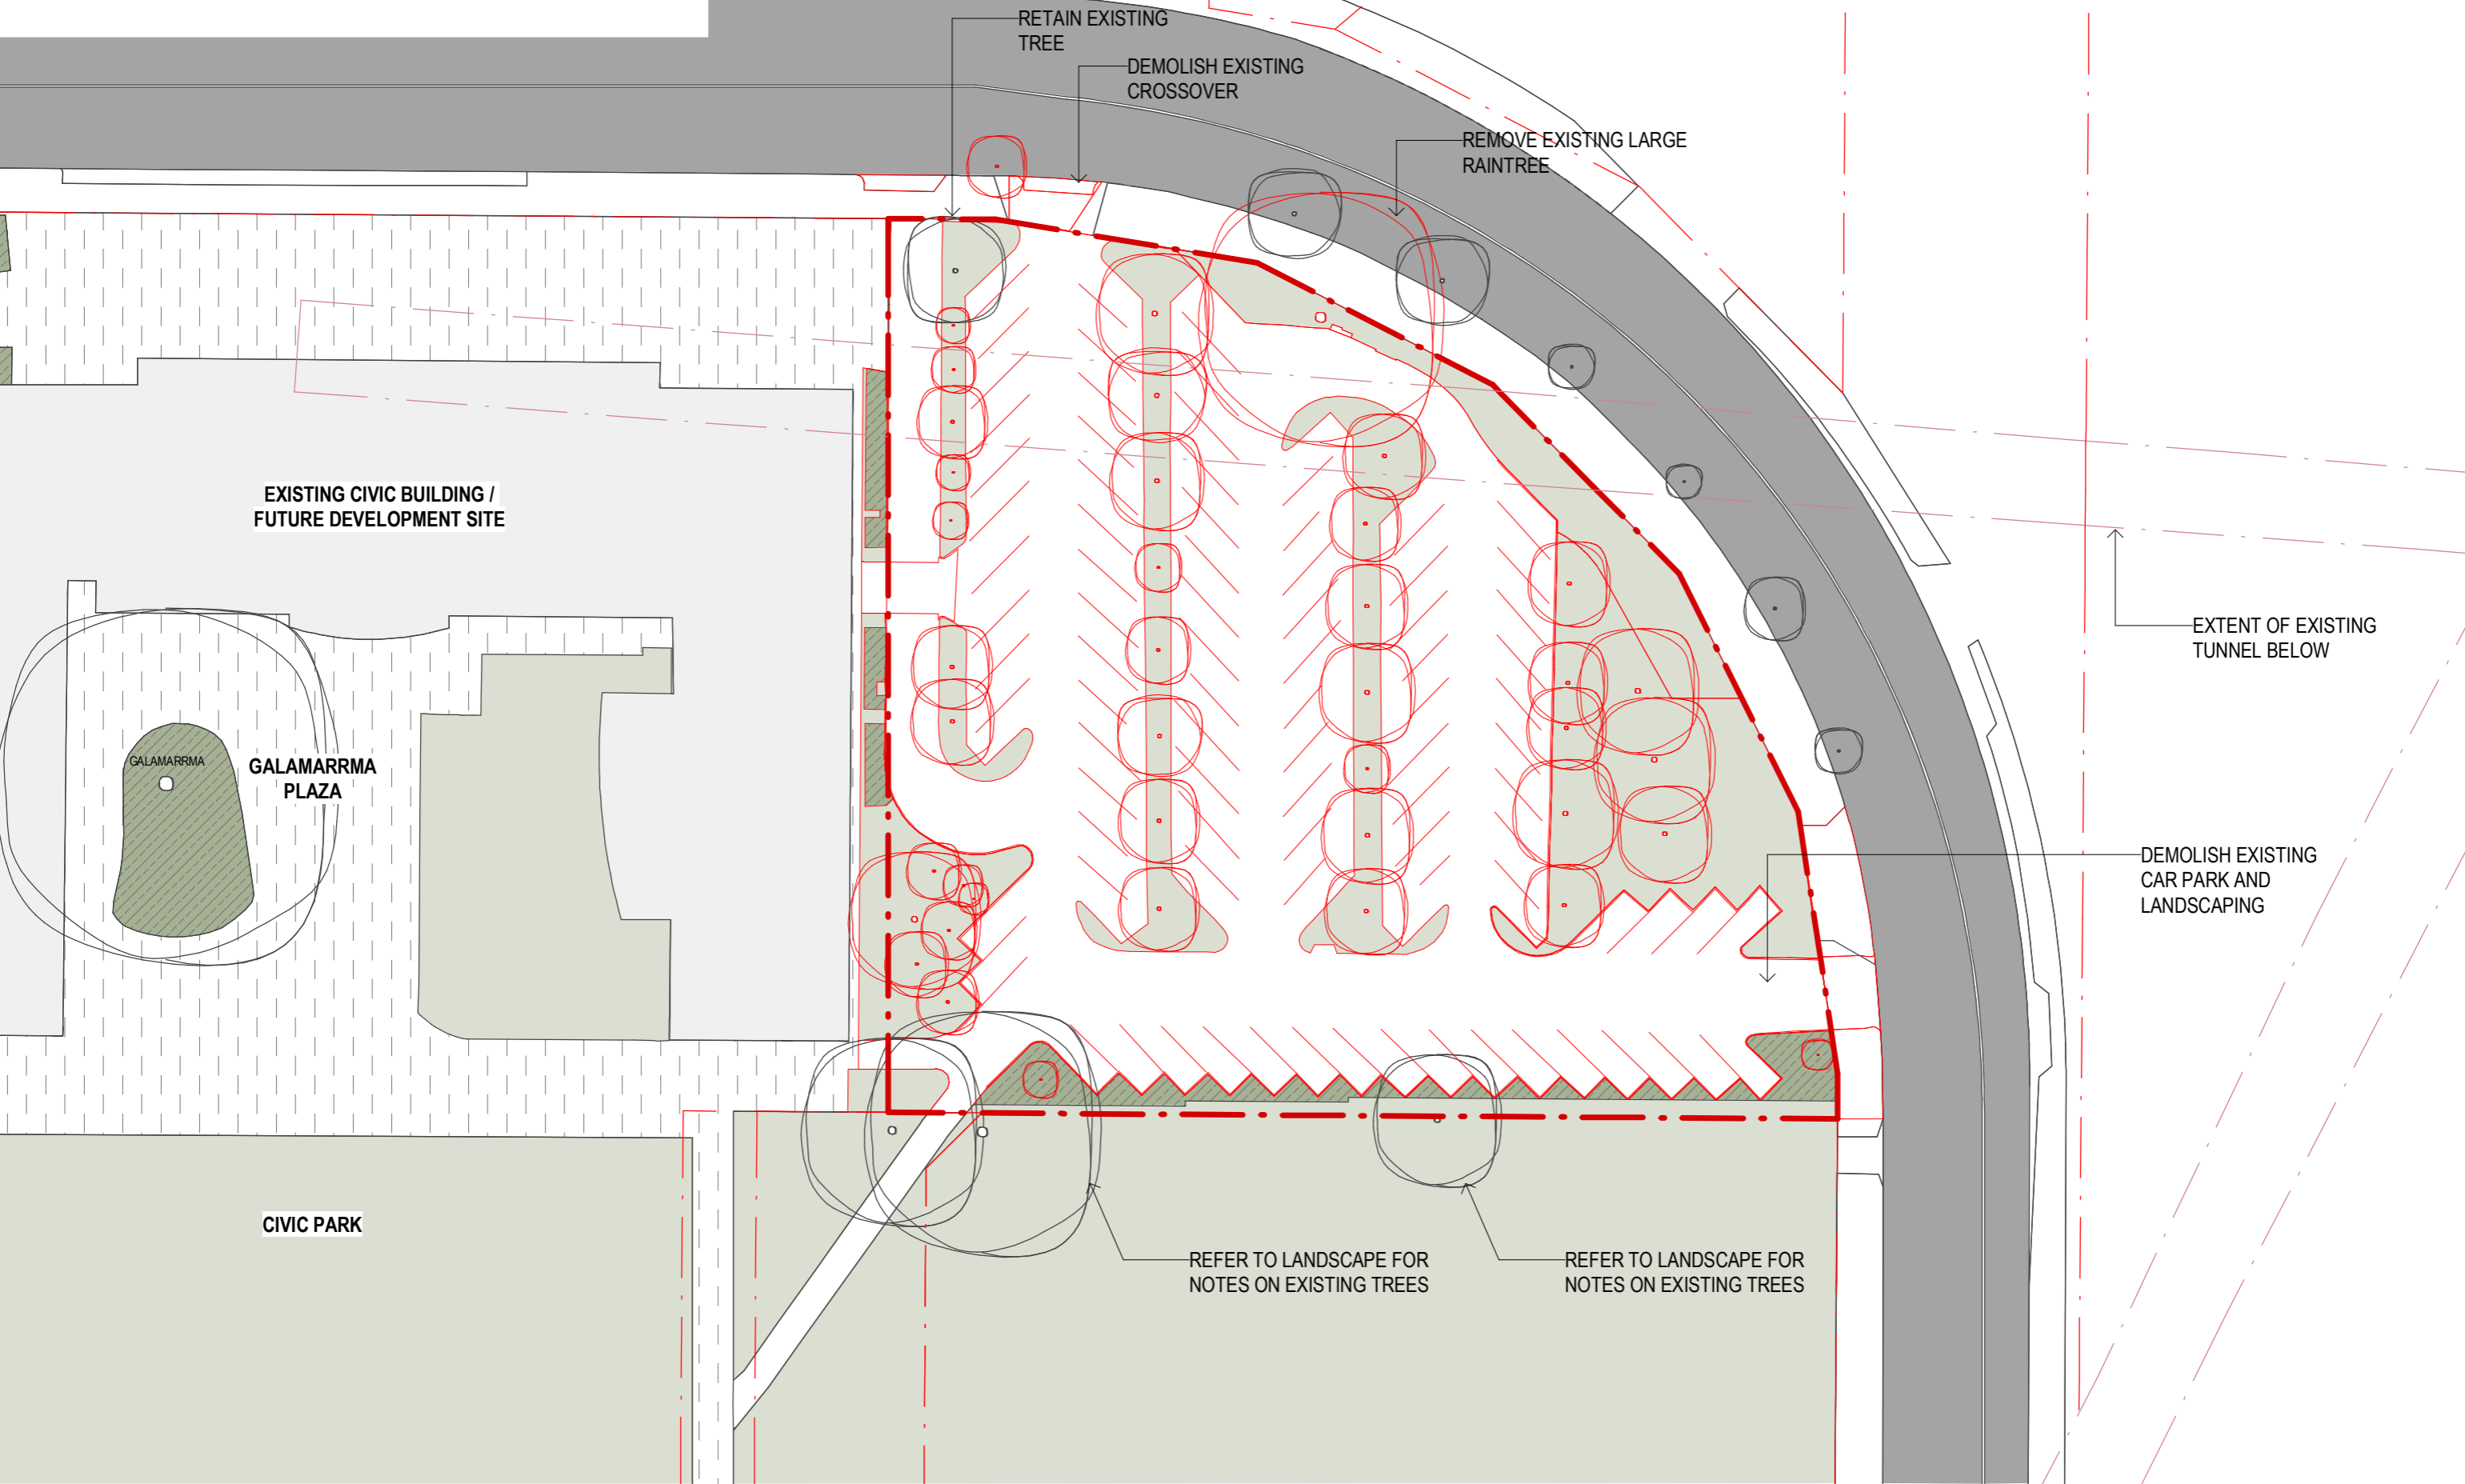 RETAIN EXISTING
TREE
DEMOLISH EXISTING
CROSSOVER
REMOVE EXISTING LARGE
RAINTREE
EXISTING CIVIC BUILDING /
FUTURE DEVELOPMENT SITE
EXTENT OF EXISTING
TUNNEL BELOW
GALAMARRMA
GALAMARRMA
PLAZA
DEMOLISH EXISTING
CAR PARK AND
LANDSCAPING
CIVIC PARK
REFER TO LANDSCAPE FOR
NOTES ON EXISTING TREES
REFER TO LANDSCAPE FOR
NOTES ON EXISTING TREES